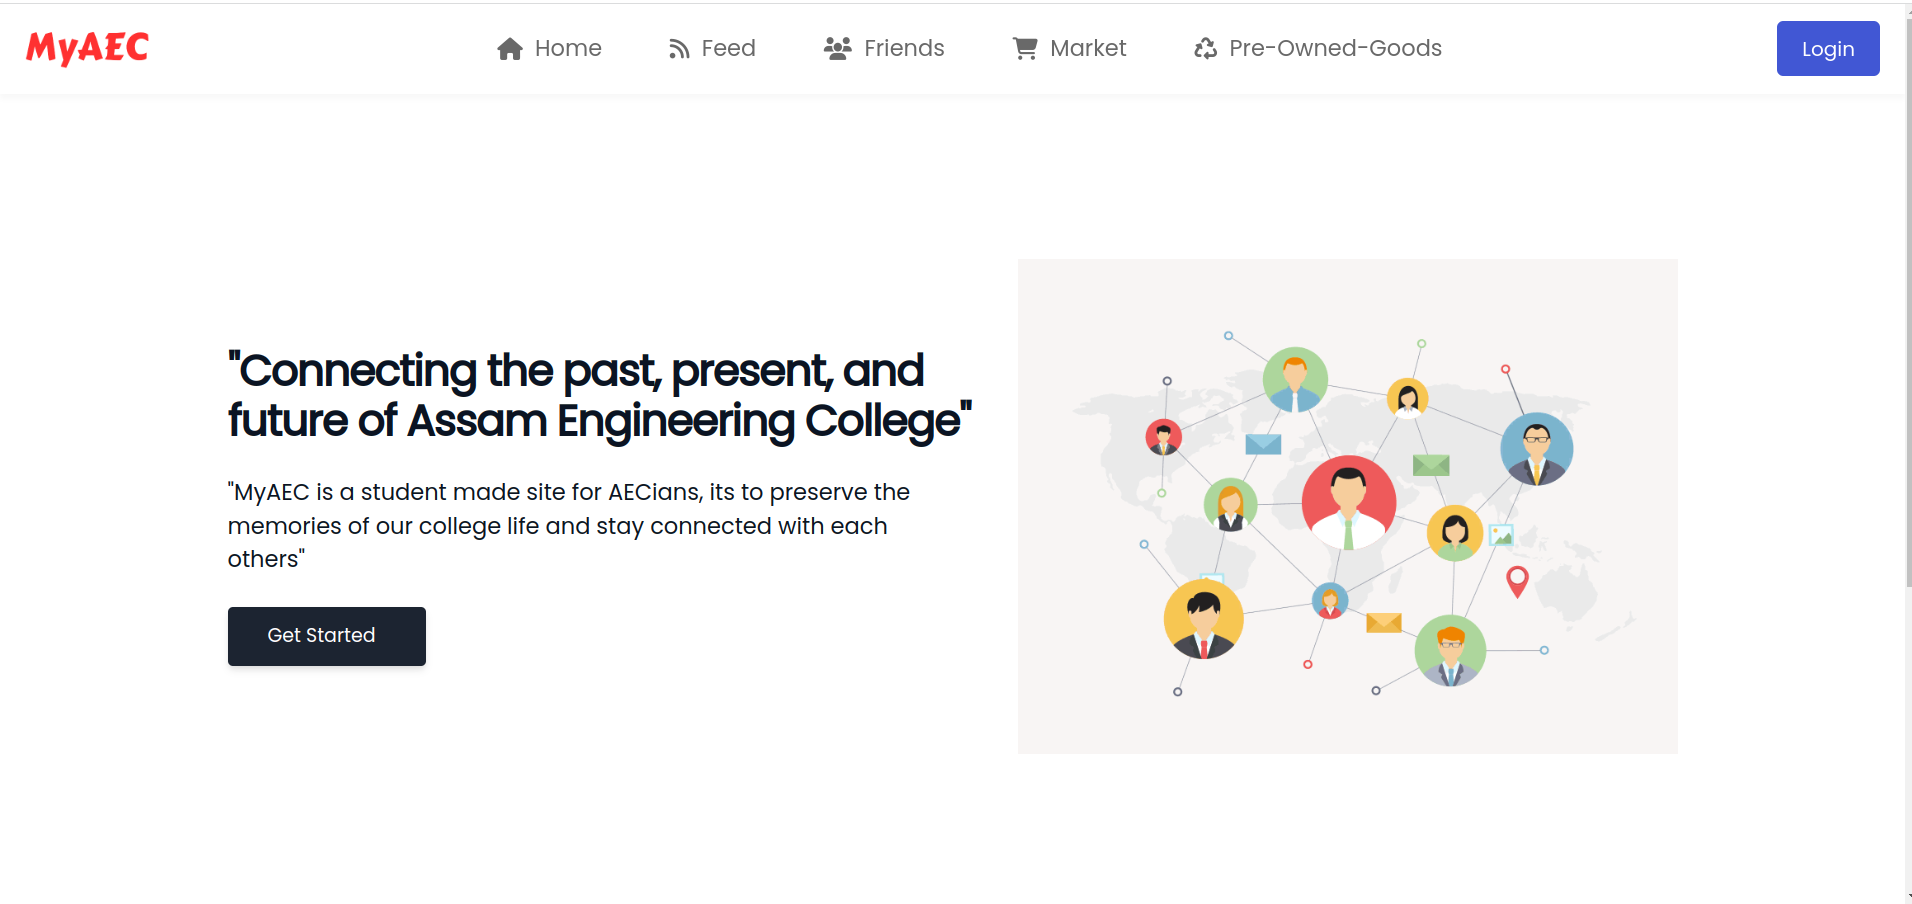 MyAEC
Home
Feed
Friends
Market
Pre-Owned-Goods
Login
"Connecting the past, present, and
future of Assam Engineering College"
"MyAEC is a student made site for AECians, its to preserve the
memories of our college life and stay connected with each
others"
Get Started